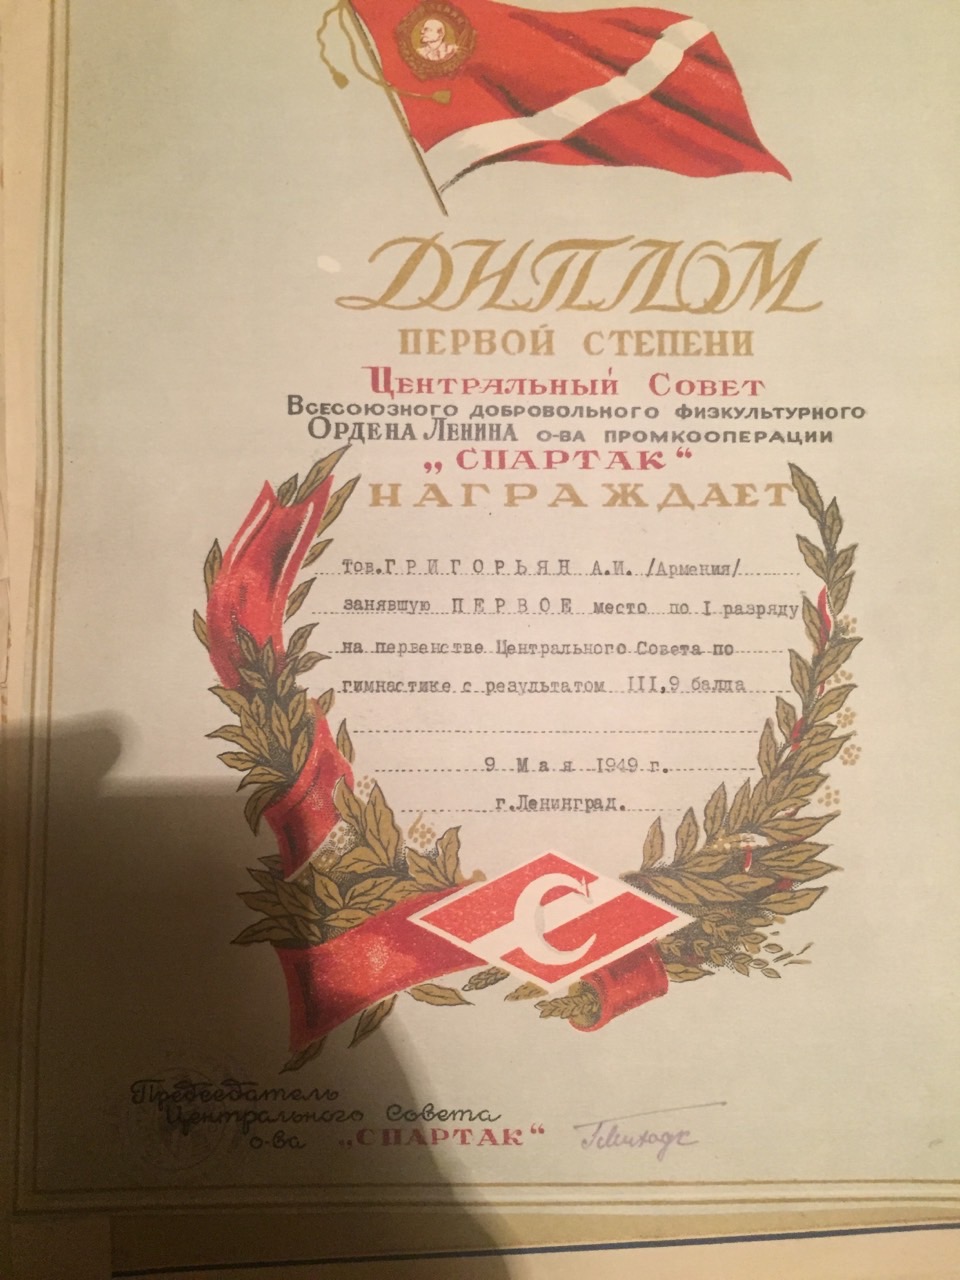 ДИПЛОМ
ПЕРВОЙ СТЕПЕНИ
ЦЕНТРАЛЬНЫЙ СОВЕТ
ВСЕСОЮЗНОГО ДОБРОВОЛЬНОГО ФИЗКУЛЬТУРНОГО
ОРДЕНА ЛЕНИНА О-ВА ПРОМКООПЕРАЦИИ
„СПАРТАК“
НАГРАЖДАЕТ
тов.ГРИГОРЬЯН А.И. /Армения/
занявшую ПЕРВОЕ место по I разряду
на первенстве Центрального Совета по
гимнастике с результатом III,9 балла
9 Мая 1949 г.
г.Ленинград.
Председатель
Центрального Совета
о-ва „СПАРТАК“